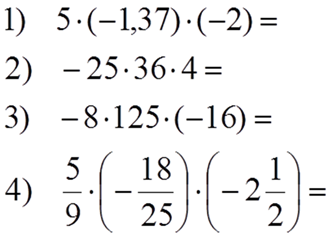 1) 5·(−1,37)·(−2)=
2) −25·36·4=
3) −8·125·(−16)=
4) 5/9·(−18/25)·(−2 1/2)=